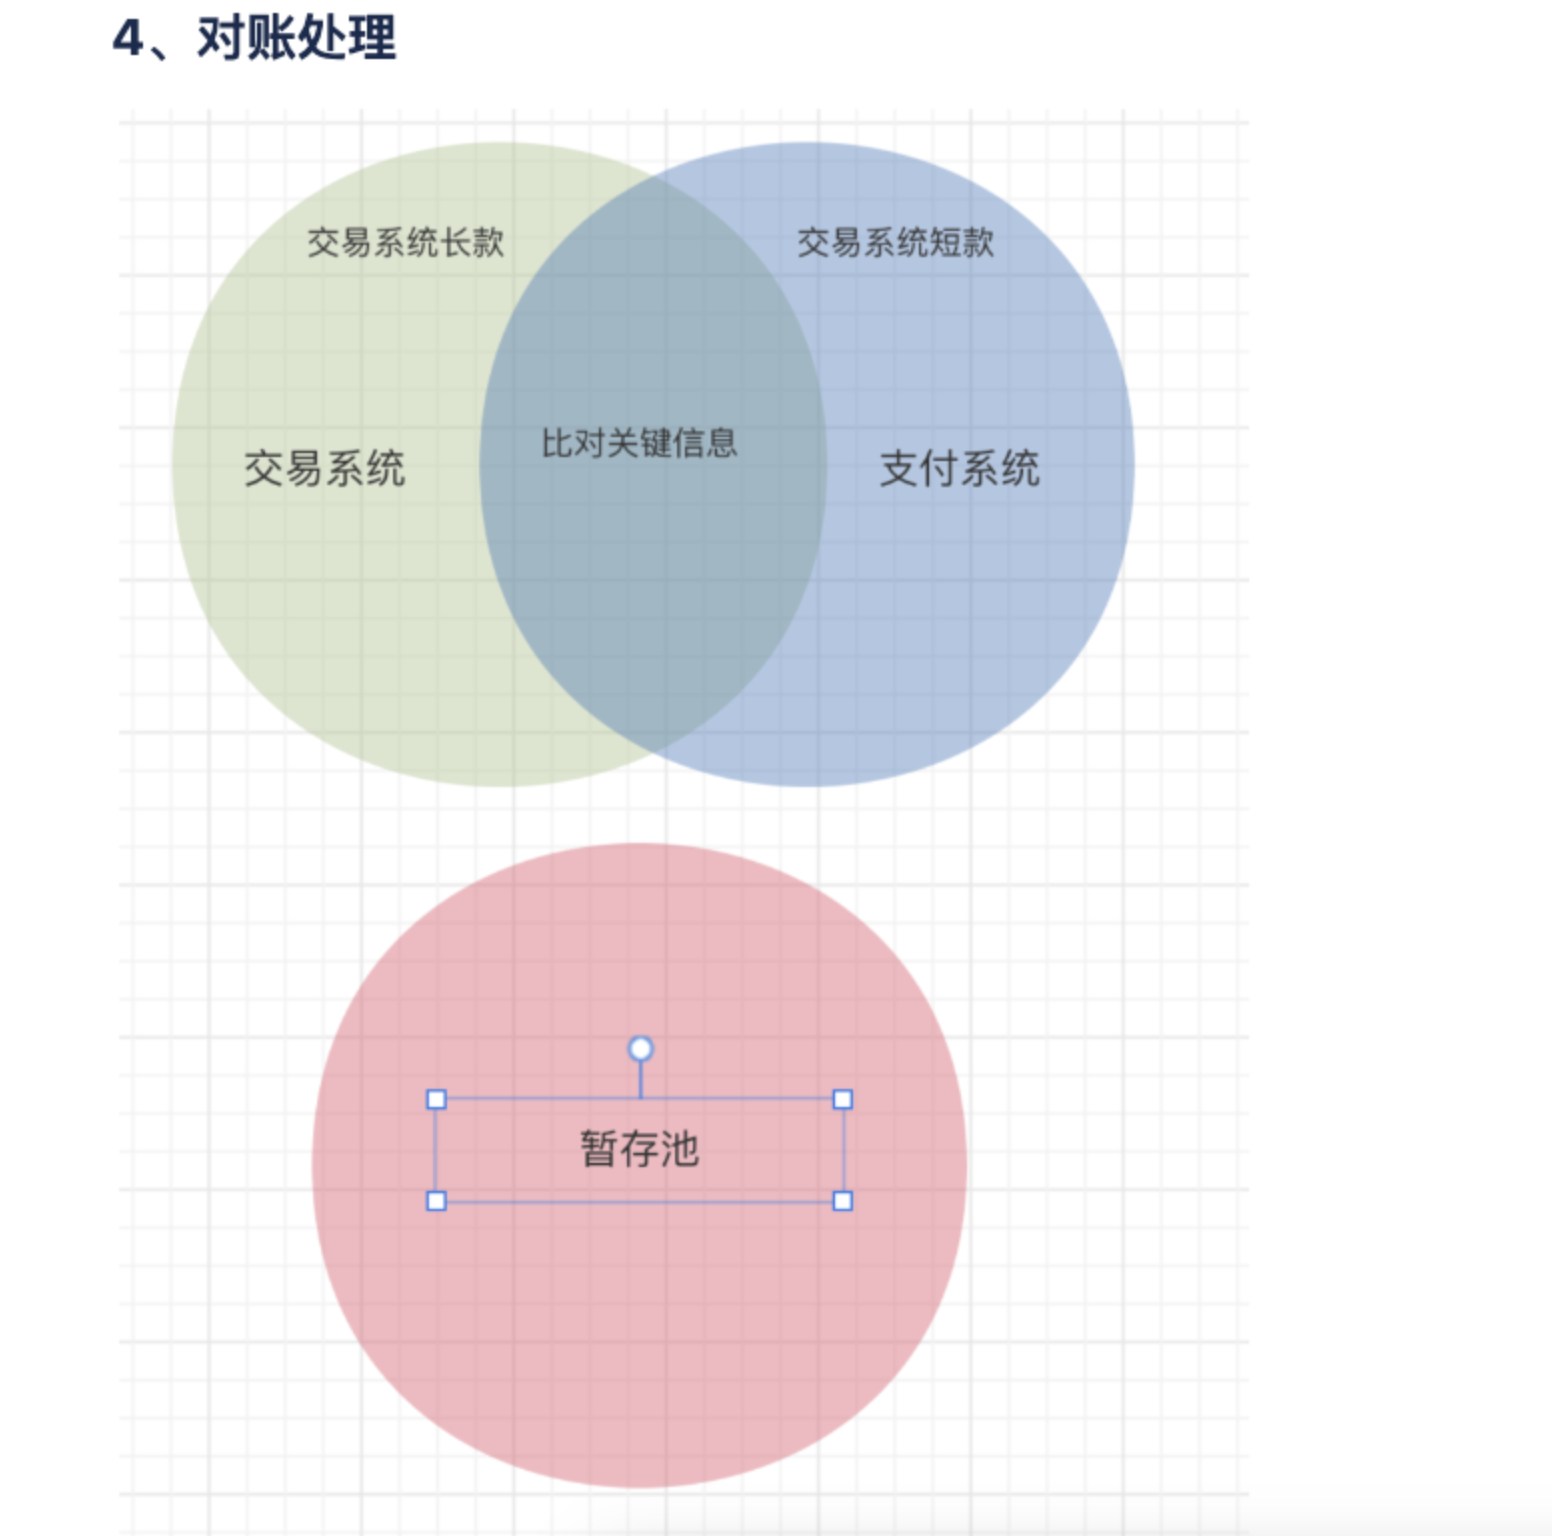 4、对账处理
交易系统长款
交易系统短款
比对关键信息
交易系统
支付系统
暂存池